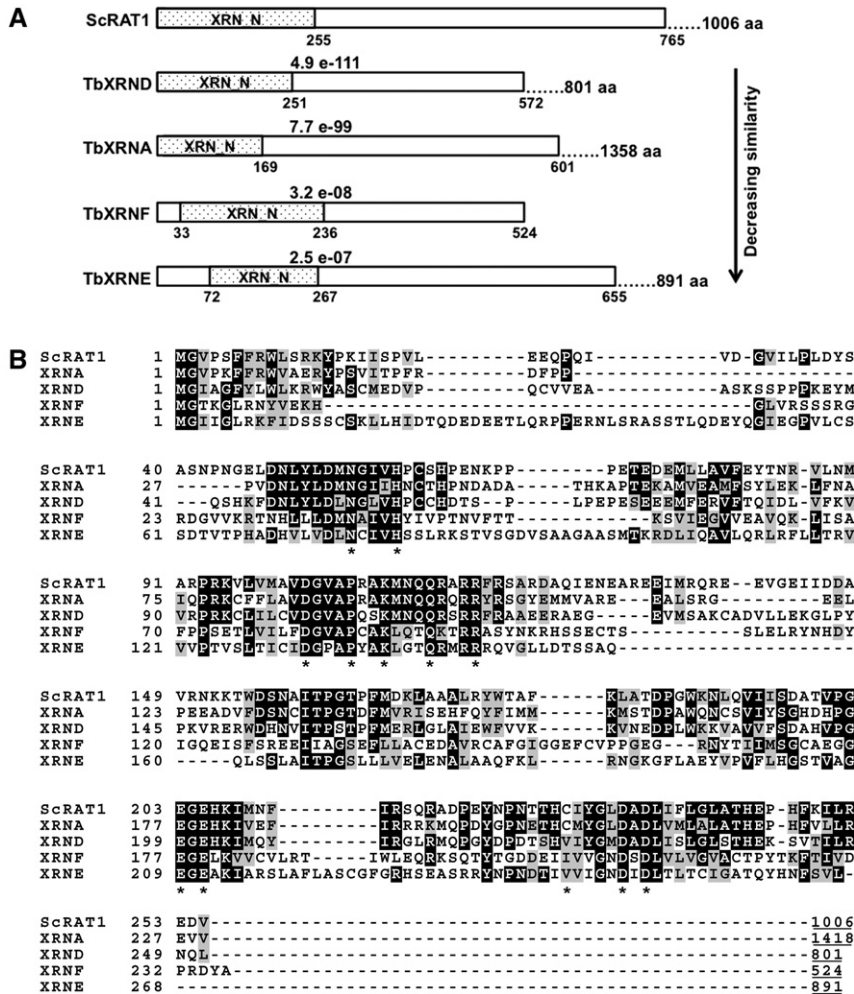 A
ScRAT1 XRN_N ......1006 aa
255 765
4.9 e-111
TbXRND XRN_N .......801 aa
251 572
7.7 e-99
TbXRNA XRN_N ......1358 aa
169 601
3.2 e-08
TbXRNF XRN_N
33 236 524
2.5 e-07
TbXRNE XRN_N .......891 aa
72 267 655
Decreasing similarity
B
ScRAT1 1 MGVPSFFRWLSRKYPKIISPVL---------EEQPQI---------------VD-GVILPLDYS
XRNA 1 MGVPKFFRWVAERYPSVITPFR---------DFPP-----------------------------
XRND 1 MGIAGFYLWLKRWYASCMEDVP---------QCVVEA-----------ASKSSPPPKEYM
XRNF 1 MGTKGLRNYVEKH-------------------------------------GLVRSSSRG
XRNE 1 MGIIGLRKFIDSSSCSKLLHIDTQDEDEETLQRPPERNLSRASSTLQDEYQGIEGPVLCS
ScRAT1 40 ASNPNGELDNLYLDMNGIVHPCSHPENKPP---------PETEDEMLLAVFEYTNR-VLNM
XRNA 27 -----PVDNLYLDMNGIIHNCTHPNDADA------THKAPTEKAMVEAMFSYLEK-LFNA
XRND 41 ---QSHKFDNLYLDLNGLVHPCCHDTS--P------LPEPESEEEMFERVFTQIDL-VFKV
XRNF 23 RDGVVKRTNHLLLDMNAIVHYIVPTNVFTT------------KSVIEGVVEAVQK-LISA
XRNE 61 SDTVTPHADHVLVDLNCIVHSSLRKSTVSGDVSAAGAASMTKRDLIQAVLQRLRFLLTRV
* *
ScRAT1 91 ARPRKVLVMAVDGVAPRAKMNQQRARRFRSARDAQIENEAREEIMRQRE--EVGEIIDDA
XRNA 75 IQPRKCFFLAVDGVAPRAKMNQQRQRRYRSGYEMMVARE---EALSRG-----EEL----
XRND 90 VRPRKCLILCVDGVAPQSKMNQQRSRRFRAAEERAEG-----EVMSAKCADVLLEKGLPY
XRNF 70 FPPSETLVILFDGVAPCAKLQTQKTRRASYNKRHSSECTS------SLELRYNHDY
XRNE 121 VPTVSLTICIDGPAPYAKLGTQRMRRRQVGLLDTSSAQ----------------------
* * * * *
ScRAT1 149 VRNKKTWDSNAITPGTPFMDKLAAALRYWTAF------KLATDPGWKNLQVIISDATVPG
XRNA 123 PEEADVFDSNCITPGTDFMVRISEHFQYFIMM------KMSTDPAWQNCSVIYSGHDHPG
XRND 145 PKVRERWDHNVITPSTPFMERLGLAIEWFVVK------KVNEDPLWKKVAVVFSDAHVPG
XRNF 120 IGQEISFSREEIIAGSEFLLACEDAVRCAFGIGGEFCVPPGEG---RNYTIIMSGCAEGG
XRNE 160 --QLSSLAITPGSLLVELENALAAQFKL------RNGKGFLAEYVPVFLHGSTVAG
ScRAT1 203 EGEHKIMNF----------IRSQRADPEYNPNTTHCIYGLDADLIFLGLATHEP-HFKILR
XRNA 177 EGEHKIVEF----------IRRRKMQPDYGPNETHCMYGLDADLVMLALATHEP-HFVLLR
XRND 199 EGEHKIMHY----------IRGLRMQPGYDPDTSHVIYGMDADLISLGLSTHEK-SVTILR
XRNF 177 EGELKVVCVLRT------IWLEQRKSQTYTGDDEIIVVGNDSDLVLVGVACTPYTKFTIVD
XRNE 209 EGEAKIARSLAFLASCGFGRHSEASRRYNPNDTIVVIGNDIDLTLTCIGATQYHNFSVL-
* * * * *
ScRAT1 253 EDV--------------------------------------------------1006
XRNA 227 EVV--------------------------------------------------1418
XRND 249 NQL--------------------------------------------------801
XRNF 232 PRDYA------------------------------------------------524
XRNE 268 -----------------------------------------------------891